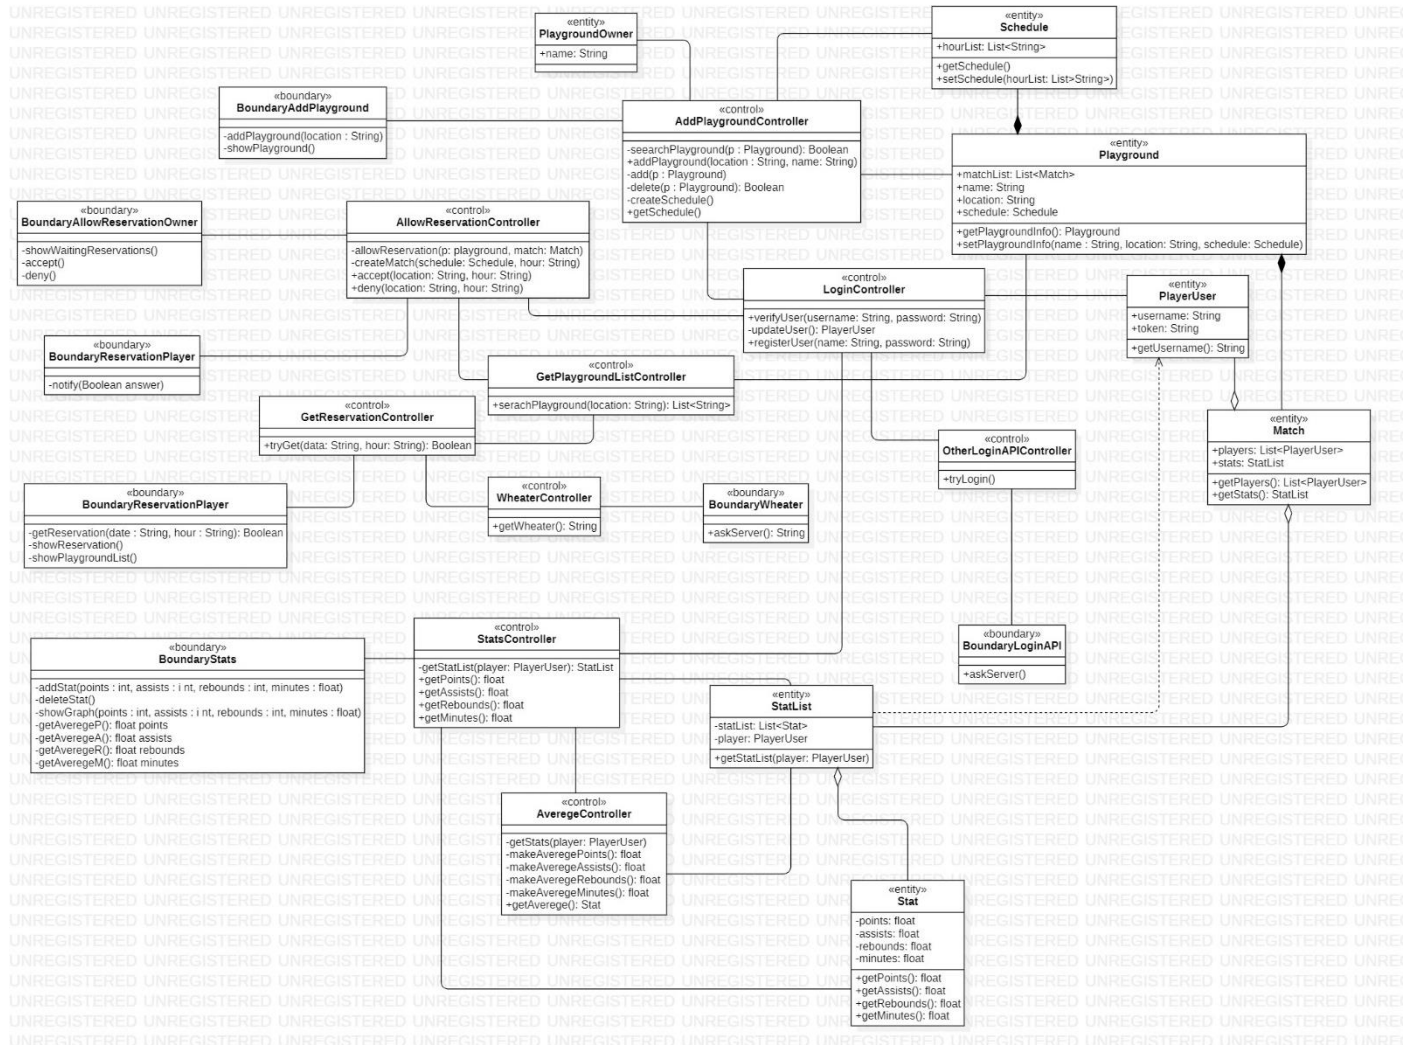 «entity»
PlaygroundOwner
+name: String
«entity»
Schedule
+hourList: List<String>
+getSchedule()
+setSchedule(hourList: List>String>)
«boundary»
BoundaryAddPlayground
-addPlayground(location : String)
-showPlayground()
«control»
AddPlaygroundController
-seearchPlayground(p : Playground): Boolean
+addPlayground(location : String, name: String)
-add(p : Playground)
-delete(p : Playground): Boolean
-createSchedule()
+getSchedule()
«entity»
Playground
+matchList: List<Match>
+name: String
+location: String
+schedule: Schedule
+getPlaygroundInfo(): Playground
+setPlaygroundInfo(name : String, location: String, schedule: Schedule)
«boundary»
BoundaryAllowReservationOwner
-showWaitingReservations()
-accept()
-deny()
«control»
AllowReservationController
-allowReservation(p: playground, match: Match)
-createMatch(schedule: Schedule, hour: String)
+accept(location: String, hour: String)
+deny(location: String, hour: String)
«control»
LoginController
+verifyUser(username: String, password: String)
-updateUser(): PlayerUser
+registerUser(name: String, password: String)
«entity»
PlayerUser
+username: String
+token: String
+getUsername(): String
«boundary»
BoundaryReservationPlayer
-notify(Boolean answer)
«control»
GetPlaygroundListController
+serachPlayground(location: String): List<String>
«control»
GetReservationController
+tryGet(data: String, hour: String): Boolean
«entity»
Match
+players: List<PlayerUser>
+stats: StatList
+getPlayers(): List<PlayerUser>
+getStats(): StatList
«control»
OtherLoginAPIController
+tryLogin()
«boundary»
BoundaryReservationPlayer
-getReservation(date : String, hour : String): Boolean
-showReservation()
-showPlaygroundList()
«control»
WheaterController
+getWheater(): String
«boundary»
BoundaryWheater
+askServer(): String
«boundary»
BoundaryLoginAPI
+askServer()
«boundary»
BoundaryStats
-addStat(points : int, assists : i nt, rebounds : int, minutes : float)
-deleteStat()
-showGraph(points : int, assists : i nt, rebounds : int, minutes : float)
-getAveregeP(): float points
-getAveregeA(): float assists
-getAveregeR(): float rebounds
-getAveregeM(): float minutes
«control»
StatsController
-getStatList(player: PlayerUser): StatList
+getPoints(): float
+getAssists(): float
+getRebounds(): float
+getMinutes(): float
«entity»
StatList
-statList: List<Stat>
-player: PlayerUser
+getStatList(player: PlayerUser)
«control»
AveregeController
-getStats(player: PlayerUser)
-makeAveregePoints(): float
-makeAveregeAssists(): float
-makeAveregeRebounds(): float
-makeAveregeMinutes(): float
+getAverege(): Stat
«entity»
Stat
-points: float
-assists: float
-rebounds: float
-minutes: float
+getPoints(): float
+getAssists(): float
+getRebounds(): float
+getMinutes(): float
UNREGISTERED